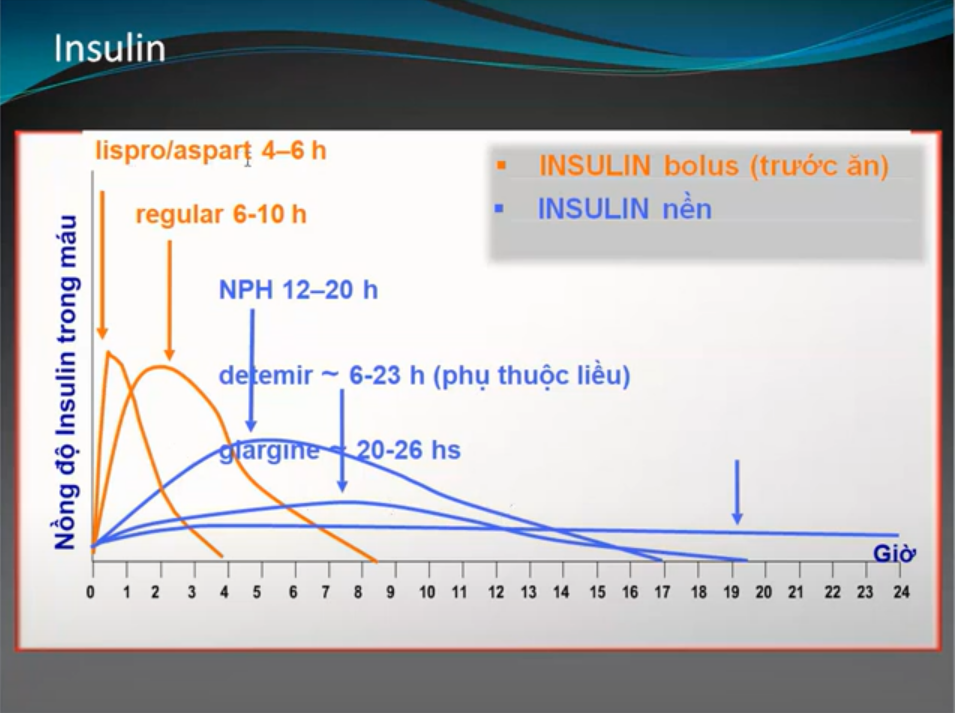 Insulin
lispro/aspart 4–6 h
INSULIN bolus (trước ăn)
regular 6-10 h
INSULIN nền
NPH 12–20 h
detemir ~ 6-23 h (phụ thuộc liều)
glargine ~ 20-26 hs
Nồng độ Insulin trong máu
Giờ
0 1 2 3 4 5 6 7 8 9 10 11 12 13 14 15 16 17 18 19 20 21 22 23 24